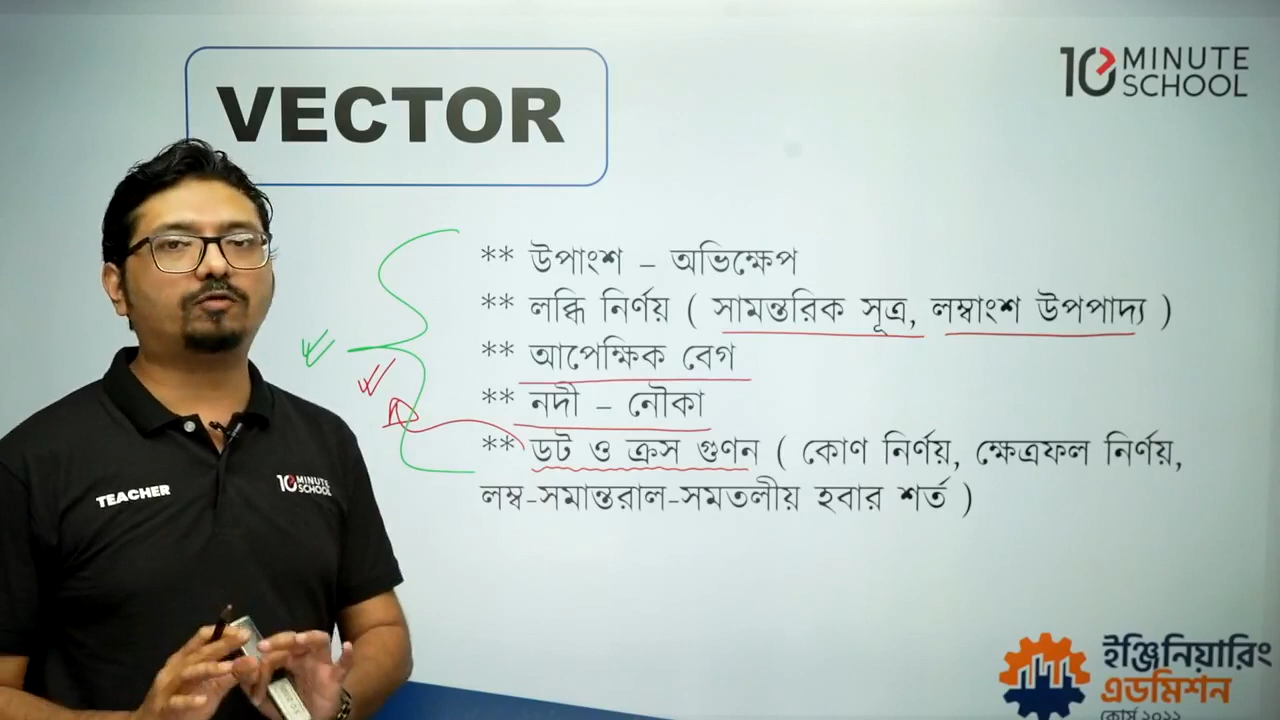 VECTOR
10 MINUTE
SCHOOL
** উপাংশ – অভিক্ষেপ
** লব্ধি নির্ণয় ( সামন্তরিক সূত্র, লম্বাংশ উপপাদ্য )
** আপেক্ষিক বেগ
** নদী – নৌকা
** ডট ও ক্রস গুণন ( কোণ নির্ণয়, ক্ষেত্রফল নির্ণয়,
লম্ব-সমান্তরাল-সমতলীয় হবার শর্ত )
TEACHER
10 MINUTE
SCHOOL
ইঞ্জিনিয়ারিং
এডমিশন
কোর্স ২০২২